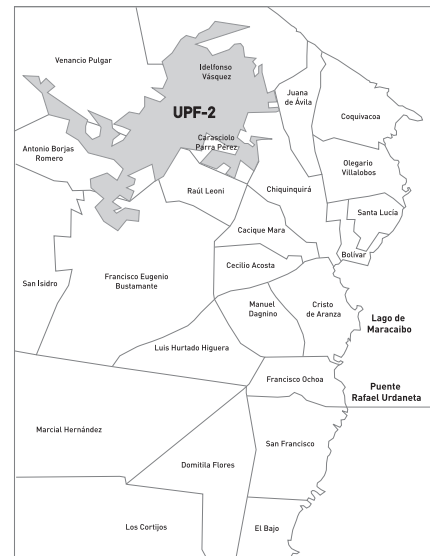 Venancio Pulgar
Idelfonso
Vásquez
UPF-2
Juana
de Ávila
Coquivacoa
Carasciolo
Parra Pérez
Antonio Borjas
Romero
Olegario
Villalobos
Raúl Leoni
Chiquinquirá
Santa Lucía
Cacique Mara
Bolívar
Cecilio Acosta
San Isidro
Francisco Eugenio
Bustamante
Manuel
Dagnino
Cristo
de Aranza
Lago de
Maracaibo
Luis Hurtado Higuera
Francisco Ochoa
Puente
Rafael Urdaneta
Marcial Hernández
San Francisco
Domitila Flores
Los Cortijos
El Bajo